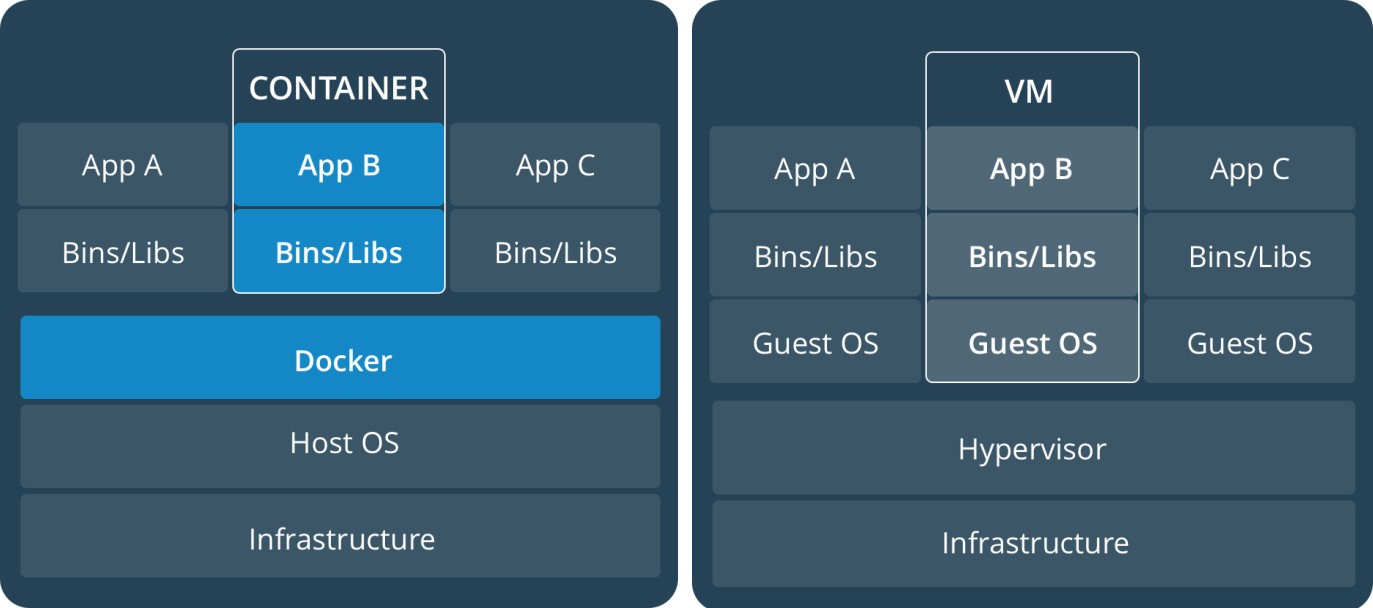 CONTAINER
App A
App B
App C
Bins/Libs
Bins/Libs
Bins/Libs
Docker
Host OS
Infrastructure
VM
App A
App B
App C
Bins/Libs
Bins/Libs
Bins/Libs
Guest OS
Guest OS
Guest OS
Hypervisor
Infrastructure